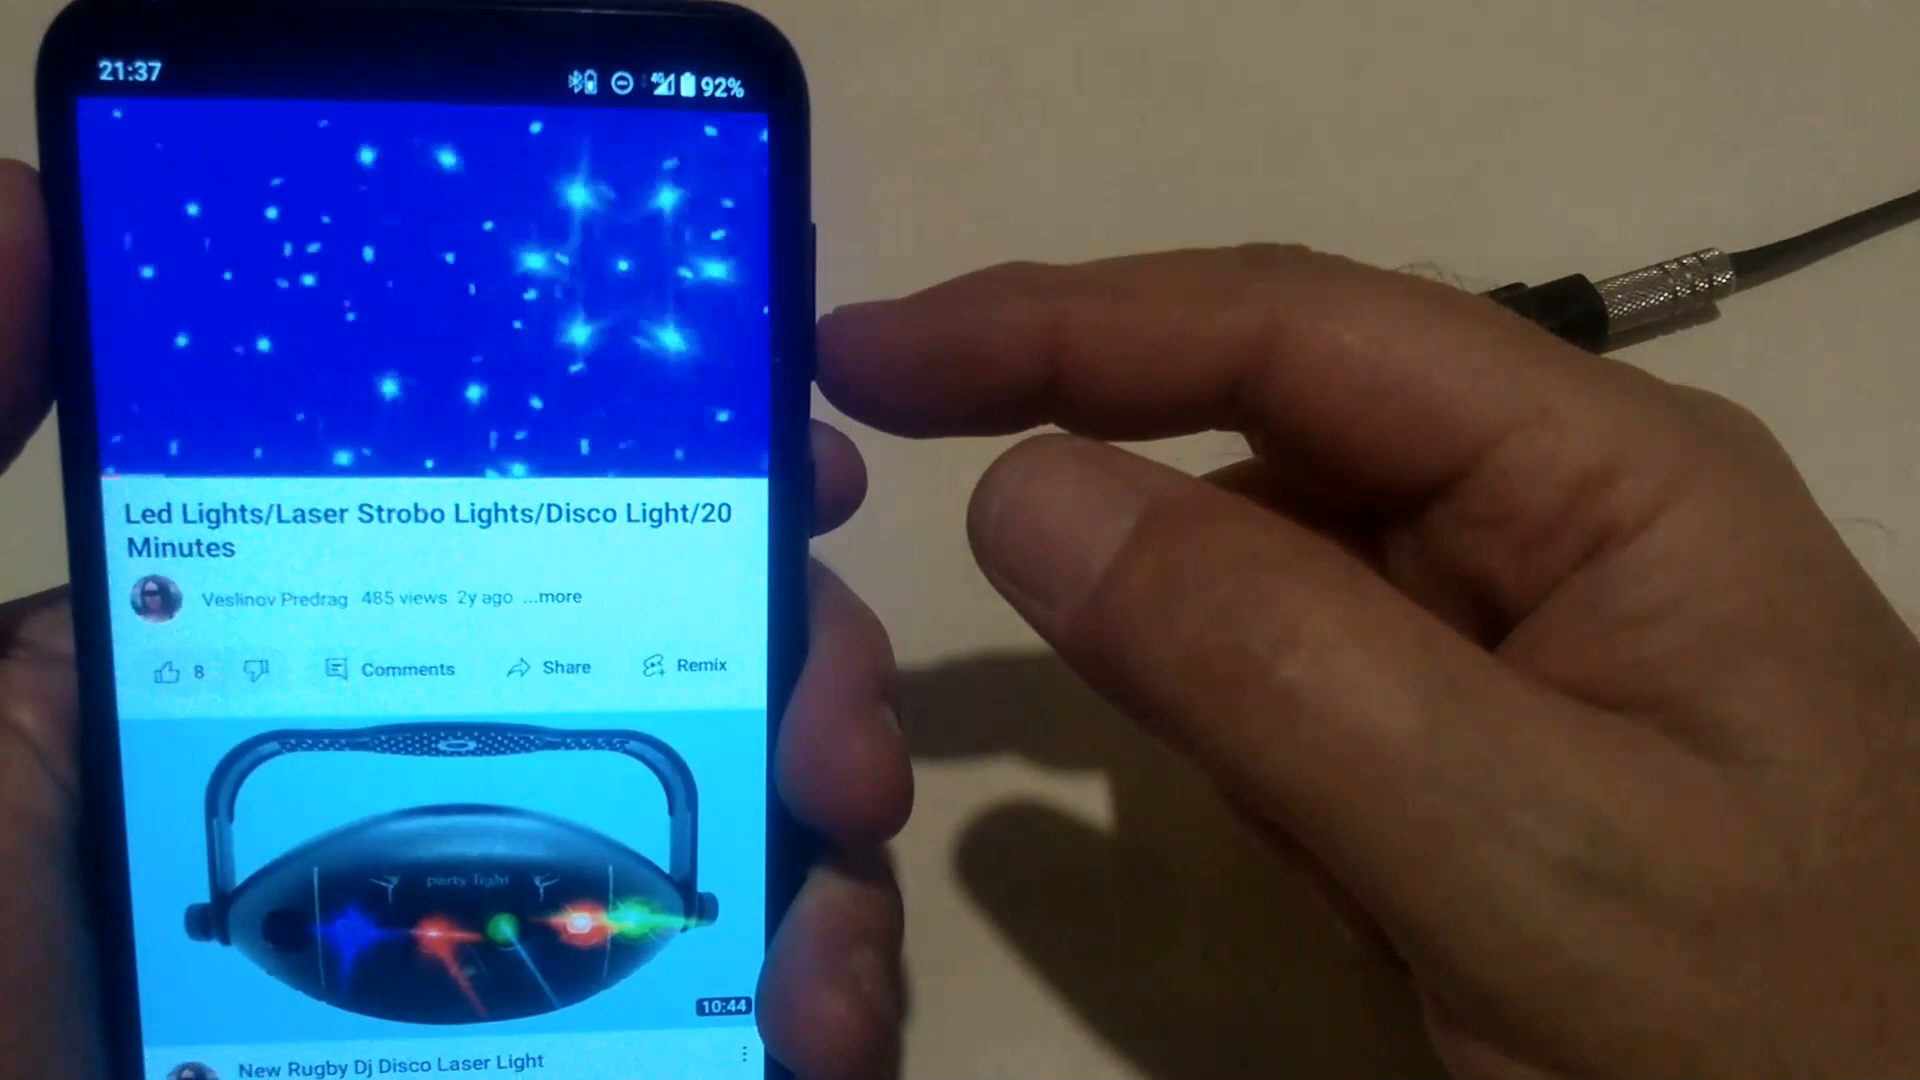 21:37
4G 92%
Led Lights/Laser Strobo Lights/Disco Light/20
Minutes
Veslinov Predrag 485 views 2y ago ...more
8 Comments Share Remix
party light
10:44
New Rugby Dj Disco Laser Light